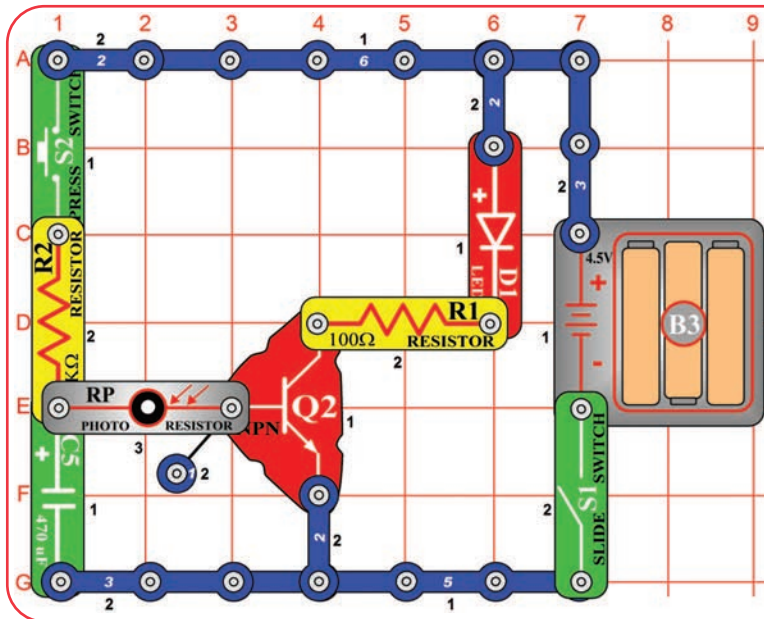 1 2 3 4 5 6 7 8 9
2 1
A 2 6
2 2
SWITCH
B S2 1
PRESS
2 3
+
C 4.5V
R2 RESISTOR 1 D1 LED +
D R1 1 B3
100Ω RESISTOR
2 2
KΩ -
RP
E Q2
PHOTO RESISTOR NPN 1
3
+ C5 1 2
SWITCH
F 1 2 S1
470 uF 2 2 SLIDE
G 3 5
2 1